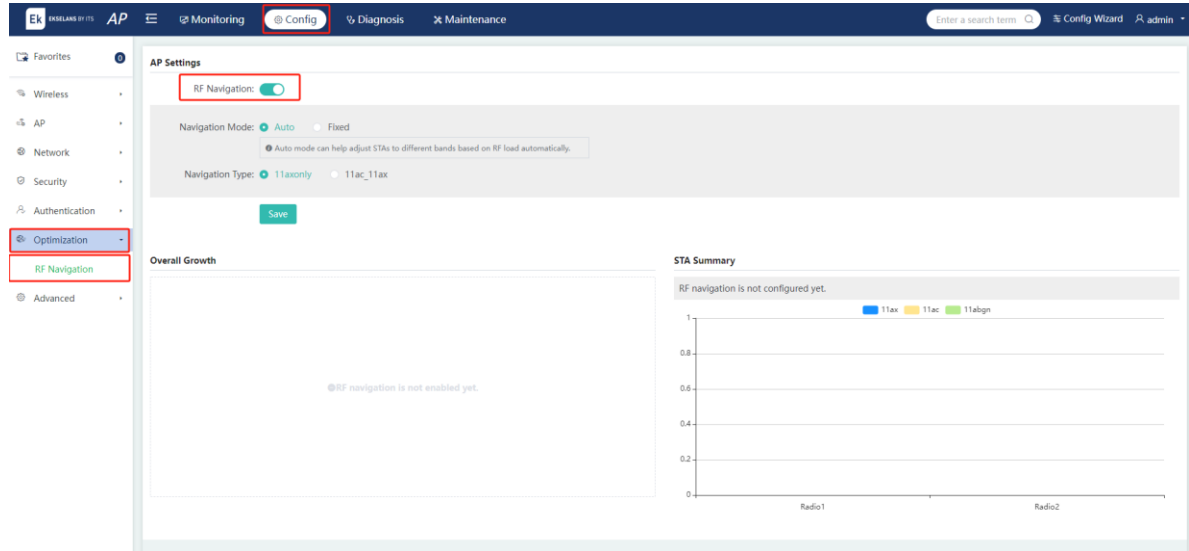 Ek EKSELANS BY ITS AP Monitoring Config Diagnosis Maintenance Enter a search term Config Wizard admin
Favorites 0
Wireless
AP
Network
Security
Authentication
Optimization
RF Navigation
Advanced
AP Settings
RF Navigation:
Navigation Mode: Auto Fixed
Auto mode can help adjust STAs to different bands based on RF load automatically.
Navigation Type: 11axonly 11ac_11ax
Save
Overall Growth
RF navigation is not enabled yet.
STA Summary
RF navigation is not configured yet.
11ax 11ac 11abgn
1
0.8
0.6
0.4
0.2
0
Radio1 Radio2